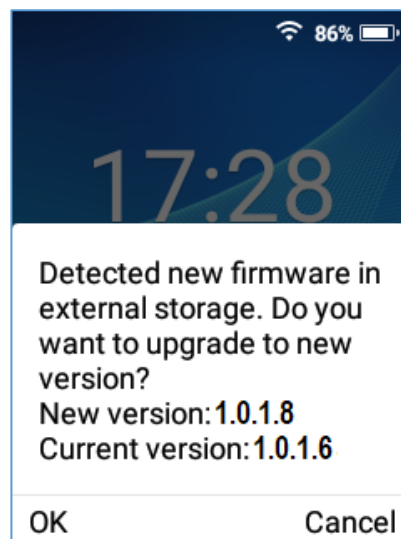 86%
17:28
Detected new firmware in
external storage. Do you
want to upgrade to new
version?
New version:1.0.1.8
Current version:1.0.1.6
OK Cancel